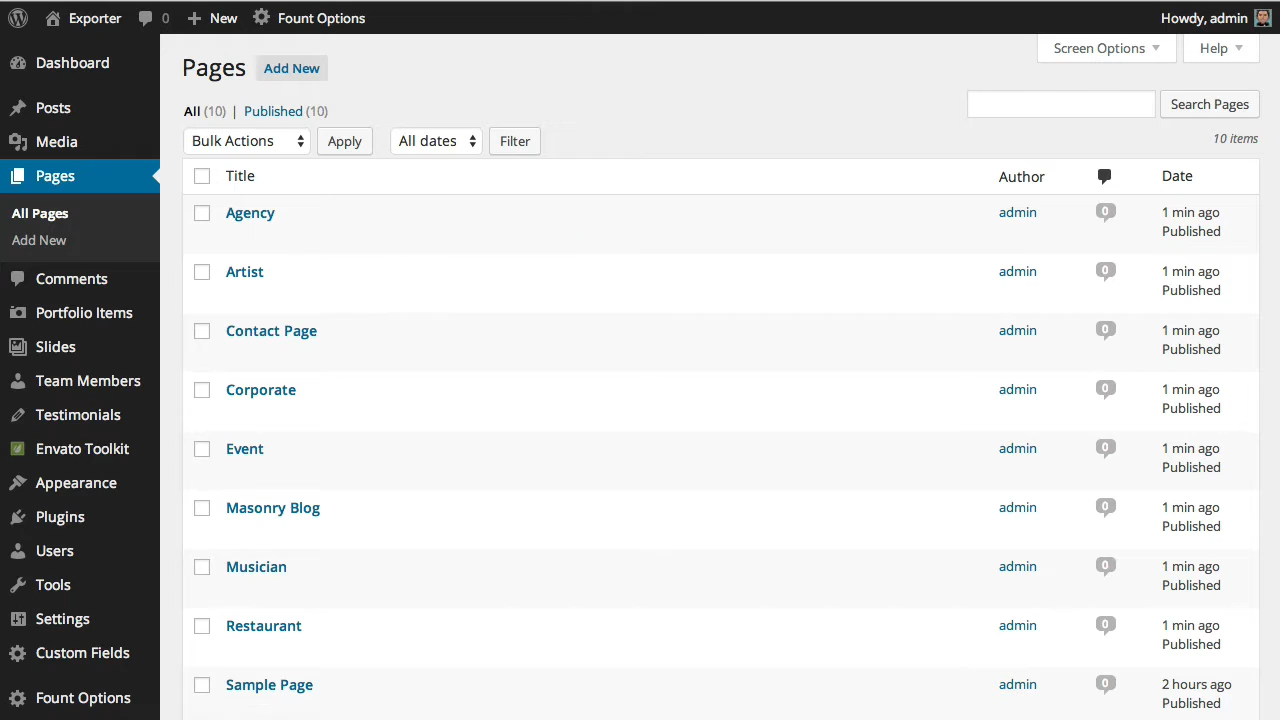 Exporter 0 New Fount Options Howdy, admin
Screen Options Help
Dashboard
Posts
Media
Pages
All Pages
Add New
Comments
Portfolio Items
Slides
Team Members
Testimonials
Envato Toolkit
Appearance
Plugins
Users
Tools
Settings
Custom Fields
Fount Options
Pages Add New
All (10) | Published (10)
Search Pages
Bulk Actions Apply All dates Filter
10 items
Title Author Date
Agency admin 0 1 min ago
Published
Artist admin 0 1 min ago
Published
Contact Page admin 0 1 min ago
Published
Corporate admin 0 1 min ago
Published
Event admin 0 1 min ago
Published
Masonry Blog admin 0 1 min ago
Published
Musician admin 0 1 min ago
Published
Restaurant admin 0 1 min ago
Published
Sample Page admin 0 2 hours ago
Published